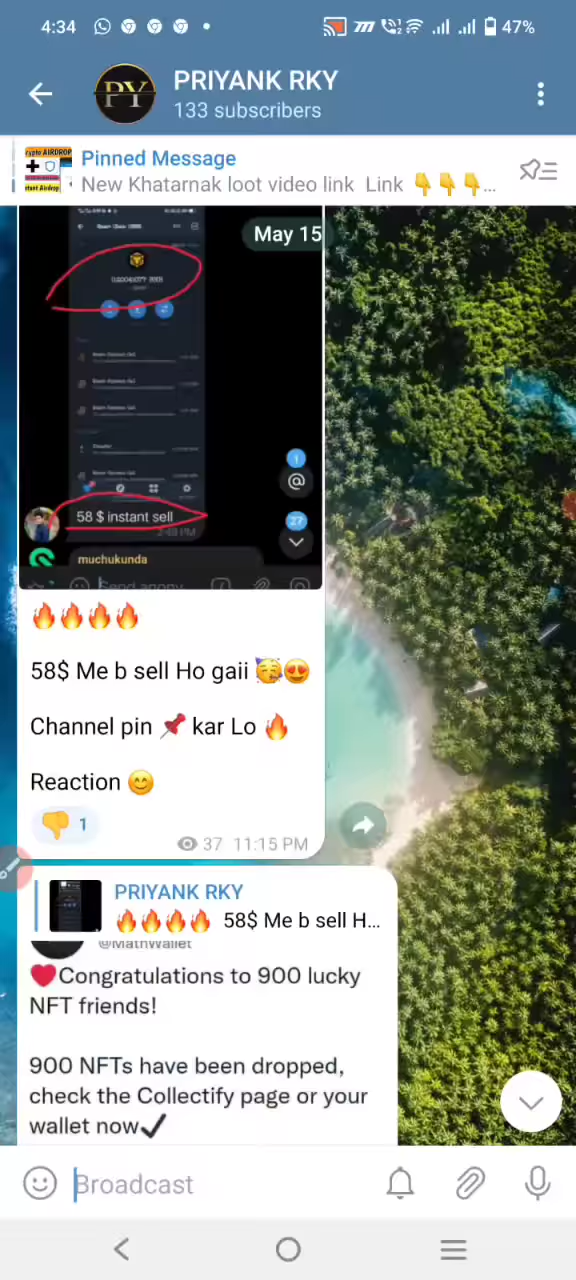 4:34
47%
PY
PRIYANK RKY
133 subscribers
Pinned Message
New Khatarnak loot video link Link 👇👇👇...
May 15
1
@
58 $ instant sell
27
muchukunda
🔥🔥🔥🔥
58$ Me b sell Ho gaii 🥳😍
Channel pin 📌 kar Lo 🔥
Reaction 😊
👎 1
37 11:15 PM
PRIYANK RKY
🔥🔥🔥🔥 58$ Me b sell H...
@MathWallet
❤️Congratulations to 900 lucky
NFT friends!
900 NFTs have been dropped,
check the Collectify page or your
wallet now✔️
Broadcast